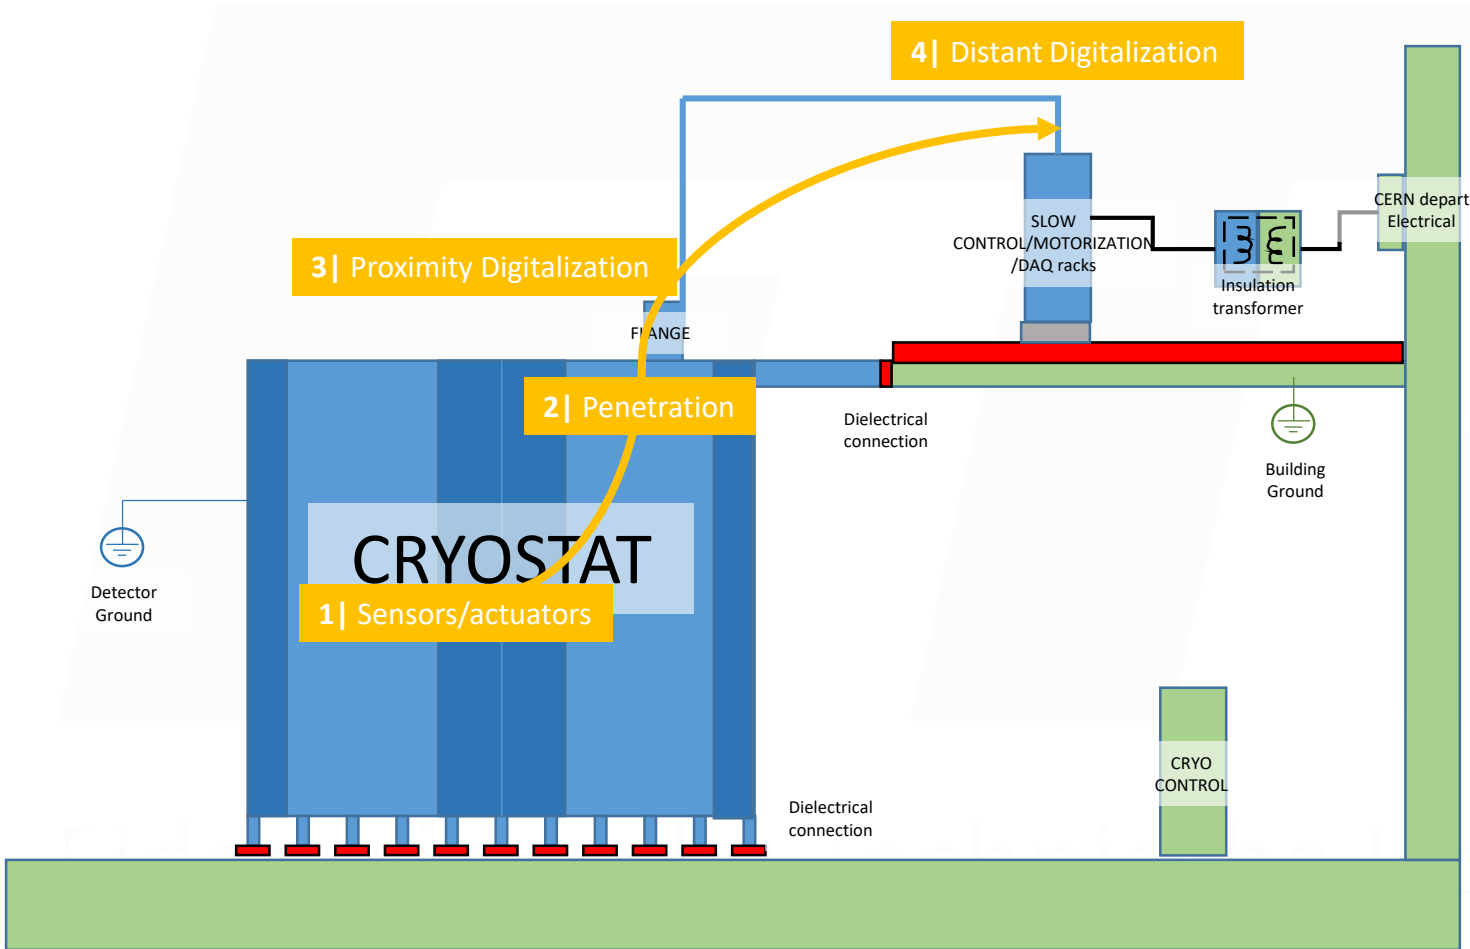 4| Distant Digitalization
CERN depart
Electrical
SLOW
CONTROL/MOTORIZATION
/DAQ racks
3| Proximity Digitalization
Insulation
transformer
FLANGE
2| Penetration
Dielectrical
connection
Building
Ground
CRYOSTAT
Detector
Ground
1| Sensors/actuators
CRYO
CONTROL
Dielectrical
connection